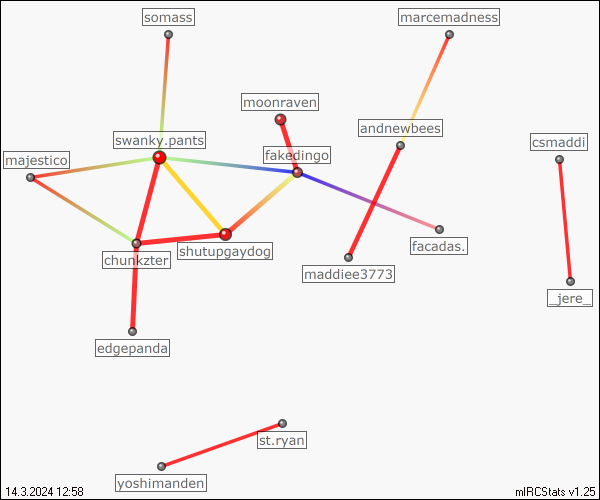 somass
marcemadness
moonraven
andnewbees
swanky.pants
csmaddi
fakedingo
majestico
facadas.
shutupgaydog
chunkzter
maddiee3773
_jere_
edgepanda
st.ryan
yoshimanden
14.3.2024 12:58
mIRCStats v1.25